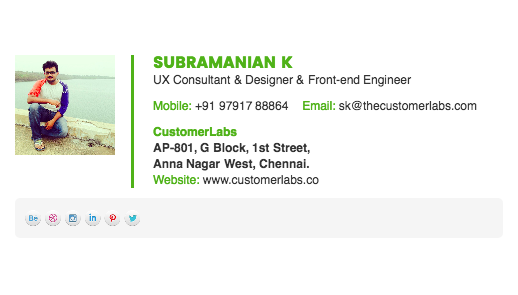 SUBRAMANIAN K
UX Consultant & Designer & Front-end Engineer
Mobile: +91 97917 88864 Email: sk@thecustomerlabs.com
CustomerLabs
AP-801, G Block, 1st Street,
Anna Nagar West, Chennai.
Website: www.customerlabs.co
Bē in